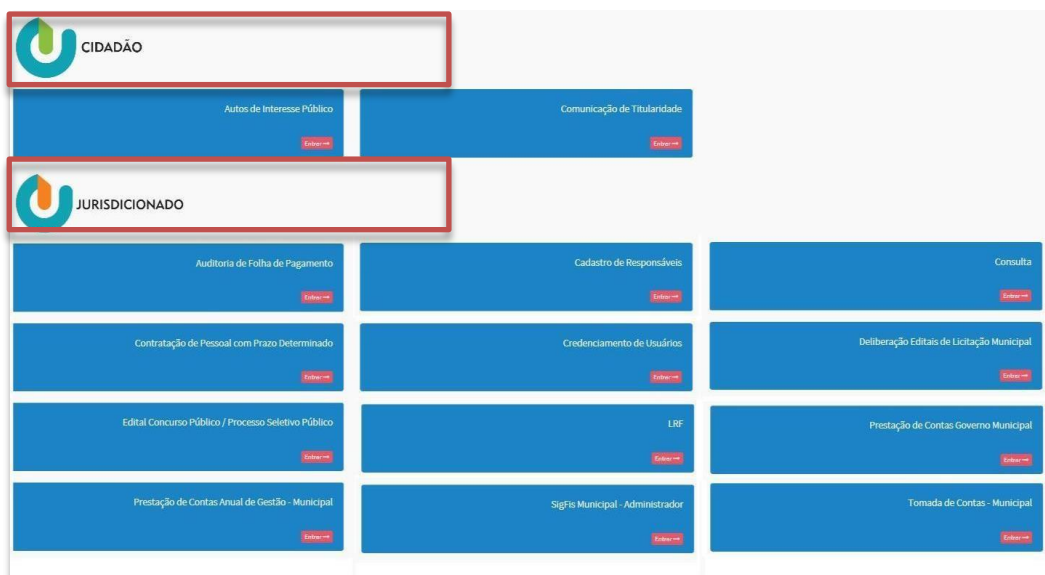 CIDADÃO
Autos de Interesse Público
Entrar
Comunicação de Titularidade
Entrar
JURISDICIONADO
Auditoria de Folha de Pagamento
Entrar
Cadastro de Responsáveis
Entrar
Consulta
Entrar
Contratação de Pessoal com Prazo Determinado
Entrar
Credenciamento de Usuários
Entrar
Deliberação Editais de Licitação Municipal
Entrar
Edital Concurso Público / Processo Seletivo Público
Entrar
LRF
Entrar
Prestação de Contas Governo Municipal
Entrar
Prestação de Contas Anual de Gestão - Municipal
Entrar
SigFis Municipal - Administrador
Entrar
Tomada de Contas - Municipal
Entrar